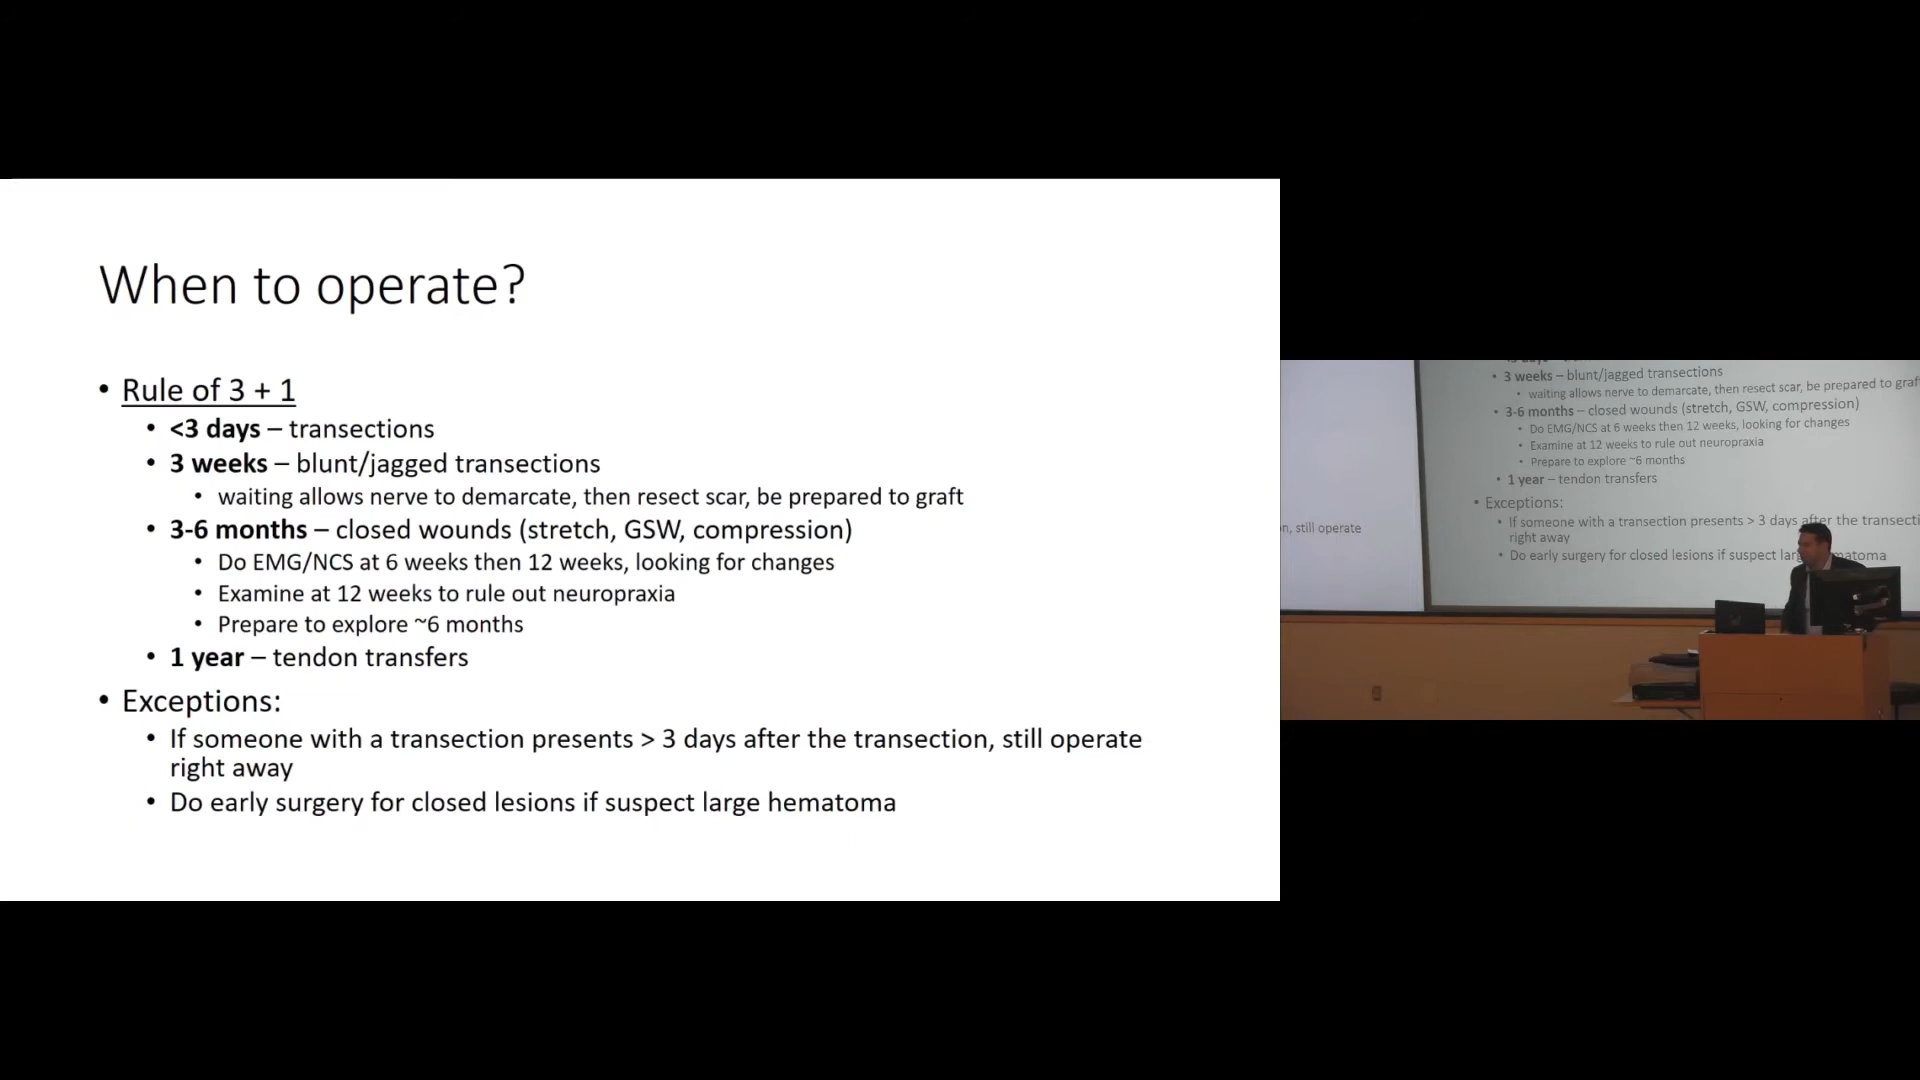 When to operate?
• Rule of 3 + 1
• <3 days – transections
• 3 weeks – blunt/jagged transections
• waiting allows nerve to demarcate, then resect scar, be prepared to graft
• 3-6 months – closed wounds (stretch, GSW, compression)
• Do EMG/NCS at 6 weeks then 12 weeks, looking for changes
• Examine at 12 weeks to rule out neuropraxia
• Prepare to explore ~6 months
• 1 year – tendon transfers
• Exceptions:
• If someone with a transection presents > 3 days after the transection, still operate
right away
• Do early surgery for closed lesions if suspect large hematoma
still operate
• 3 weeks – blunt/jagged transections
• waiting allows nerve to demarcate, then resect scar, be prepared to graf
• 3-6 months – closed wounds (stretch, GSW, compression)
• Do EMG/NCS at 6 weeks then 12 weeks, looking for changes
• Examine at 12 weeks to rule out neuropraxia
• Prepare to explore ~6 months
• 1 year – tendon transfers
• Exceptions:
• If someone with a transection presents > 3 days after the transecti
right away
• Do early surgery for closed lesions if suspect